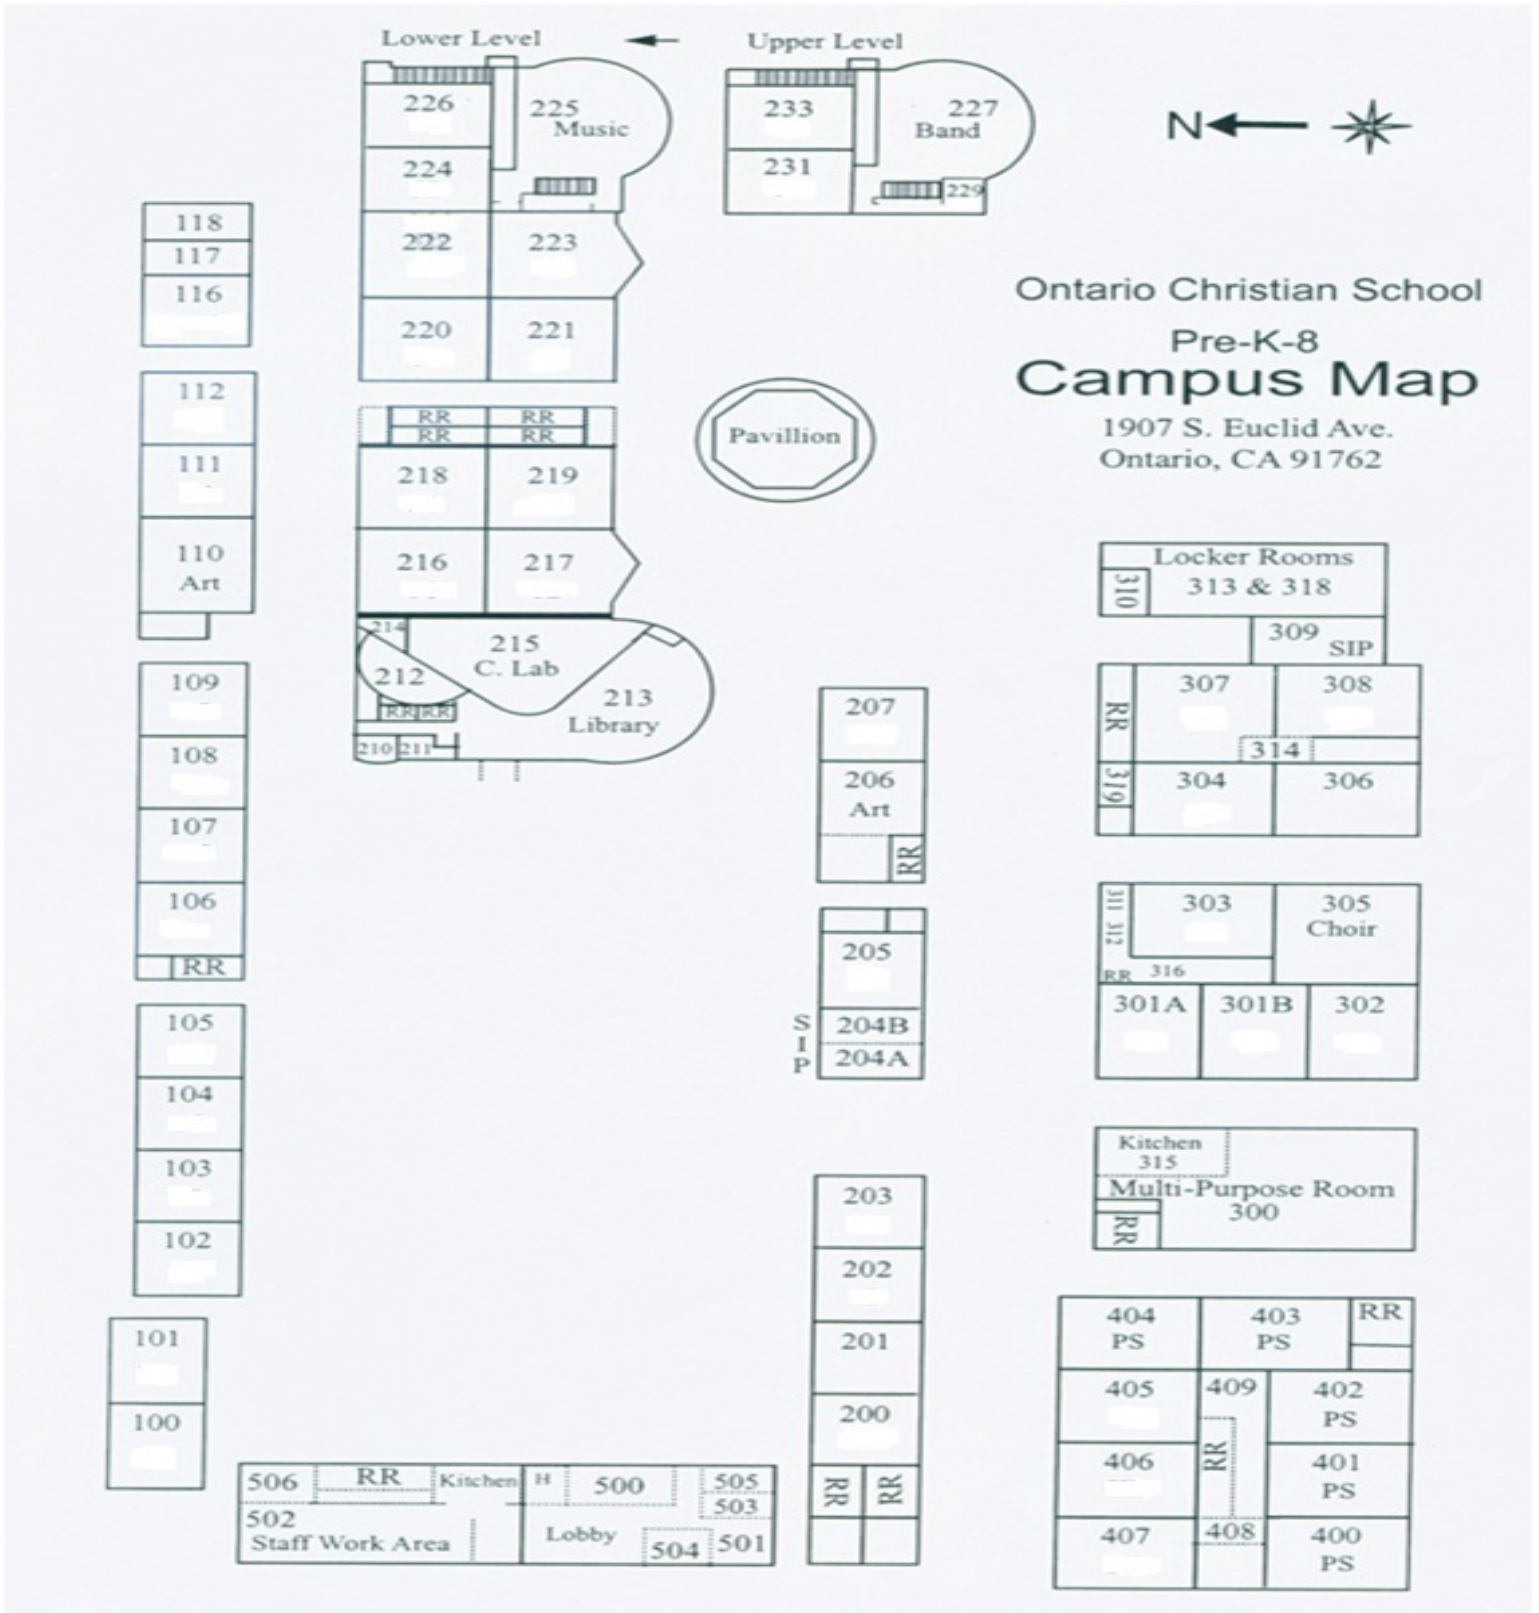 Lower Level
Upper Level
226
225
Music
224
222
223
220
221
233
227
Band
231
229
N
Ontario Christian School
Pre-K-8
Campus Map
1907 S. Euclid Ave.
Ontario, CA 91762
118
117
116
112
111
110
Art
RR RR
RR RR
218
219
216
217
214
215
C. Lab
212
213
Library
RR RR
210 211
Pavillion
Locker Rooms
313 & 318
310
309 SIP
307
308
RR
314
319
304
306
109
108
107
106
RR
207
206
Art
RR
205
SIP
204B
204A
311 312
303
305
Choir
RR 316
301A
301B
302
105
104
103
102
101
100
Kitchen
315
Multi-Purpose Room
300
RR
203
202
201
200
RR RR
404
PS
403
PS
RR
405
409
402
PS
406
RR
401
PS
407
408
400
PS
506
RR
Kitchen
H
500
505
503
502
Staff Work Area
Lobby
504
501